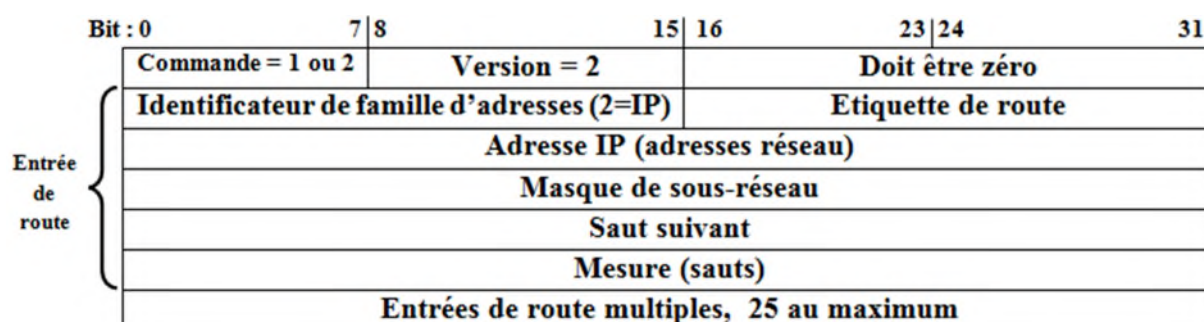 Bit : 0 7 8 15 16 23 24 31
Commande = 1 ou 2 Version = 2 Doit être zéro
Identificateur de famille d'adresses (2=IP) Etiquette de route
Adresse IP (adresses réseau)
Entrée
de
route
Masque de sous-réseau
Saut suivant
Mesure (sauts)
Entrées de route multiples, 25 au maximum